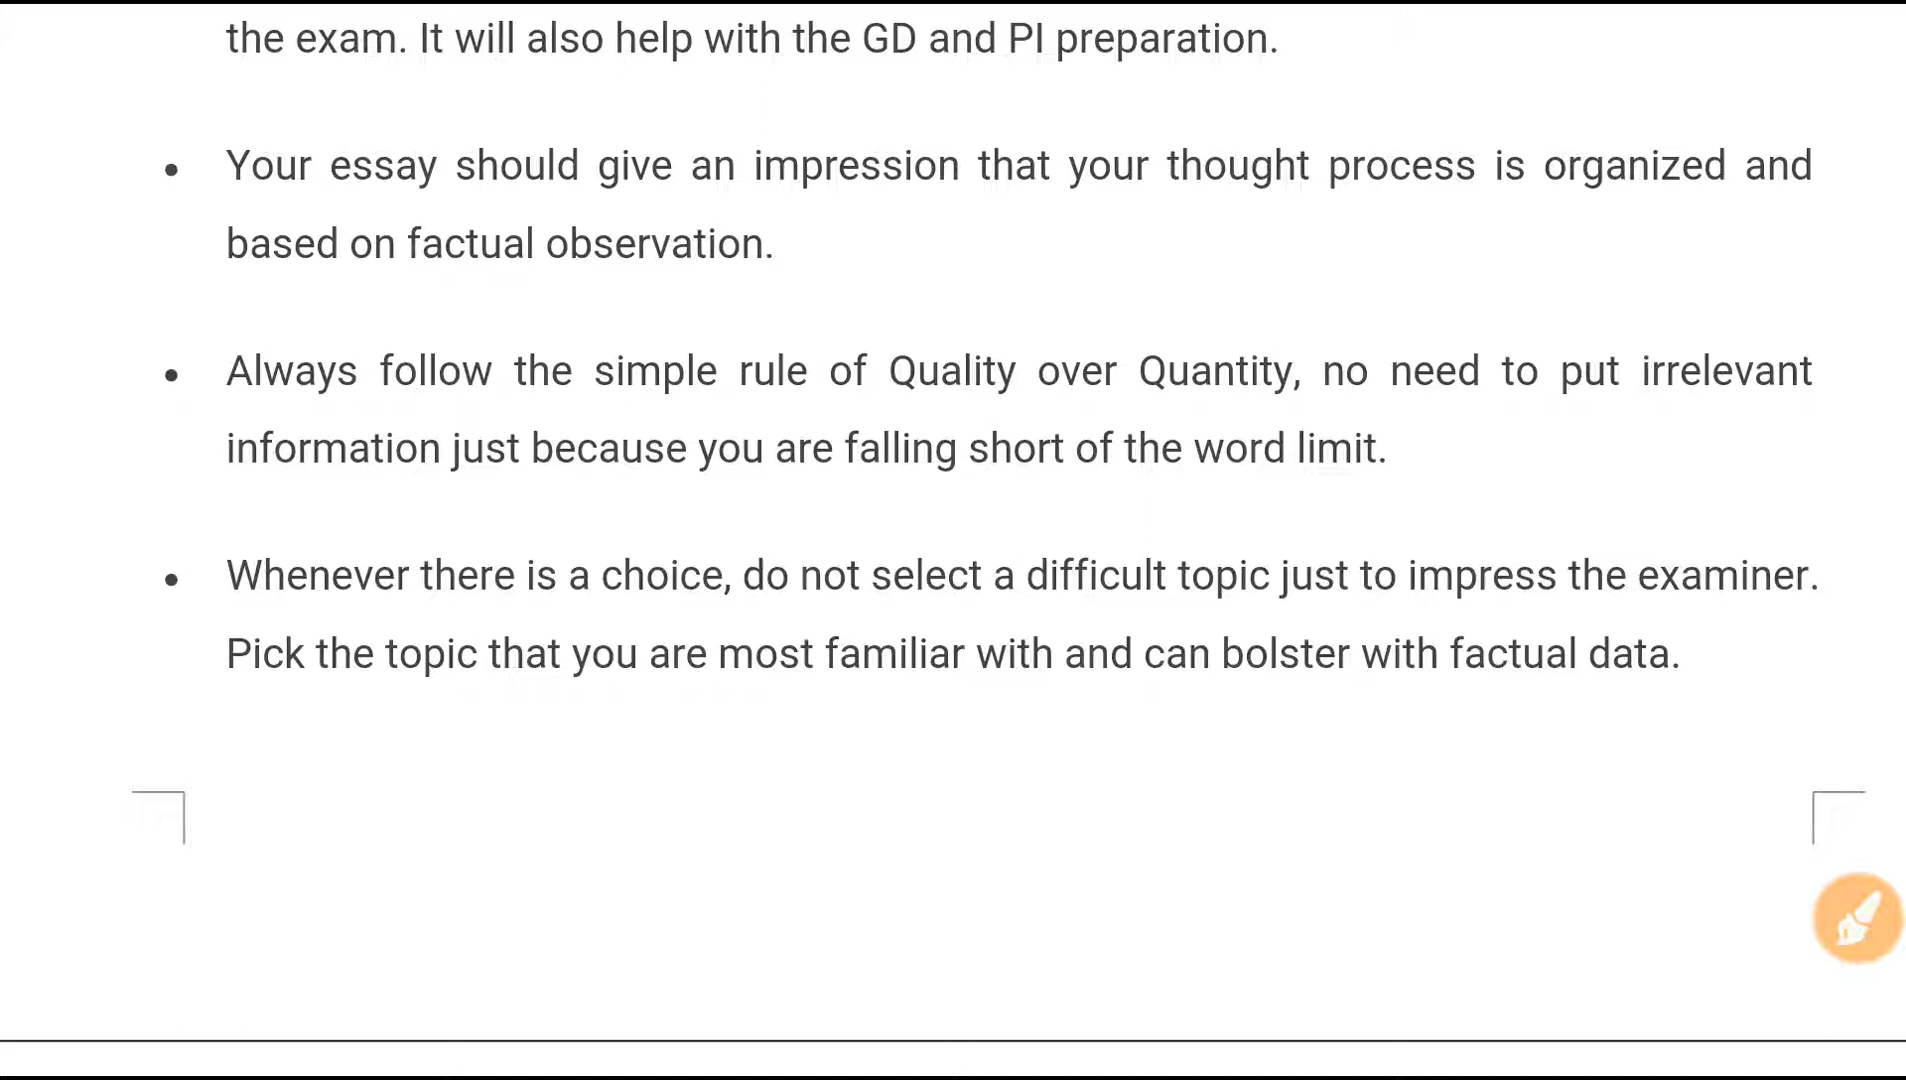 the exam. It will also help with the GD and PI preparation.
• Your essay should give an impression that your thought process is organized and
based on factual observation.
• Always follow the simple rule of Quality over Quantity, no need to put irrelevant
information just because you are falling short of the word limit.
• Whenever there is a choice, do not select a difficult topic just to impress the examiner.
Pick the topic that you are most familiar with and can bolster with factual data.